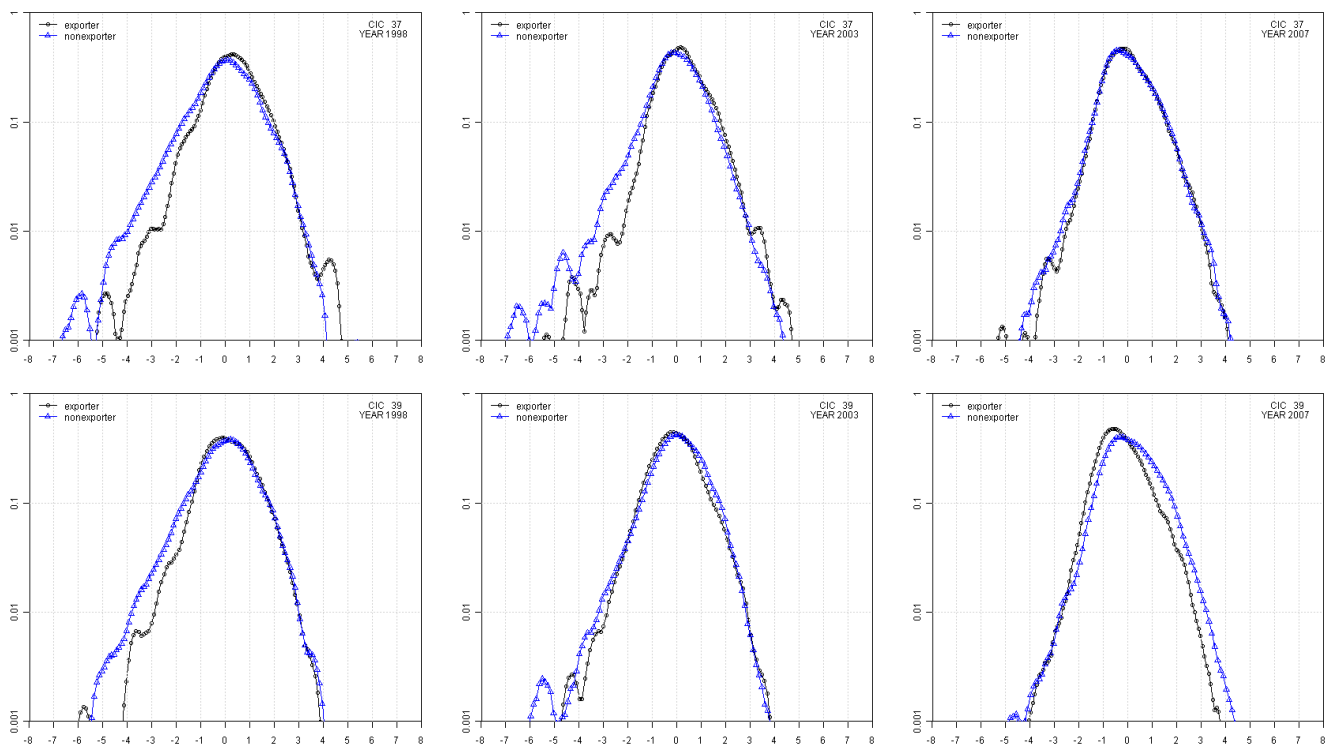 exporter
nonexporter
CIC 37
YEAR 1998
1
0.1
0.01
0.001
-8 -7 -6 -5 -4 -3 -2 -1 0 1 2 3 4 5 6 7 8
exporter
nonexporter
CIC 37
YEAR 2003
1
0.1
0.01
0.001
-8 -7 -6 -5 -4 -3 -2 -1 0 1 2 3 4 5 6 7 8
exporter
nonexporter
CIC 37
YEAR 2007
1
0.1
0.01
0.001
-8 -7 -6 -5 -4 -3 -2 -1 0 1 2 3 4 5 6 7 8
exporter
nonexporter
CIC 39
YEAR 1998
1
0.1
0.01
0.001
-8 -7 -6 -5 -4 -3 -2 -1 0 1 2 3 4 5 6 7 8
exporter
nonexporter
CIC 39
YEAR 2003
1
0.1
0.01
0.001
-8 -7 -6 -5 -4 -3 -2 -1 0 1 2 3 4 5 6 7 8
exporter
nonexporter
CIC 39
YEAR 2007
1
0.1
0.01
0.001
-8 -7 -6 -5 -4 -3 -2 -1 0 1 2 3 4 5 6 7 8